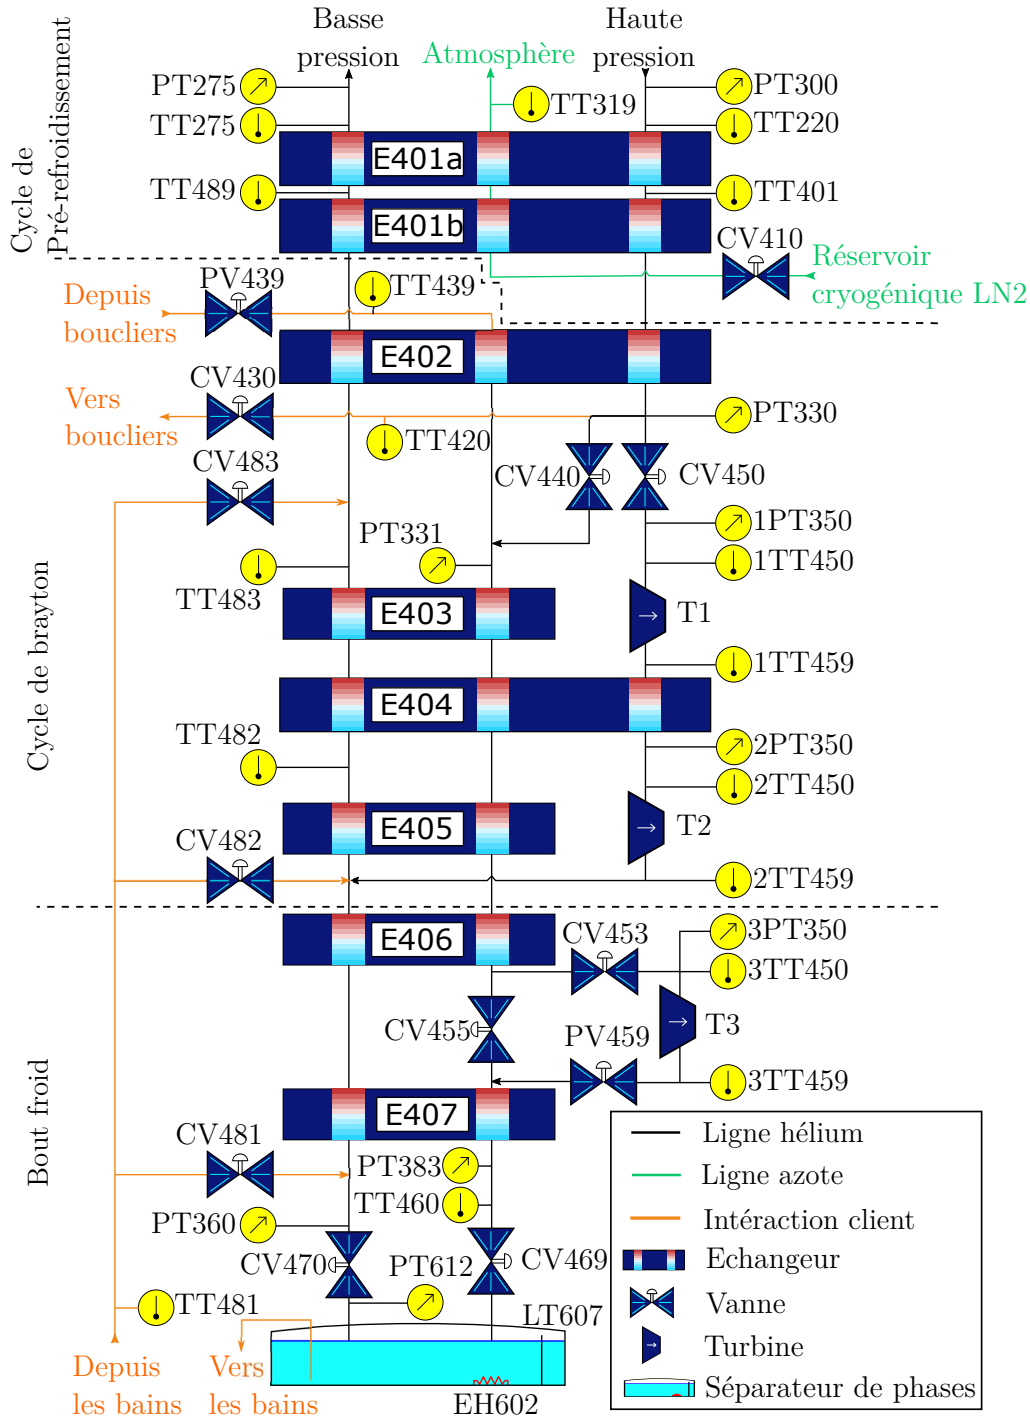 Basse
pression
Atmosphère
Haute
pression
PT275
TT319
PT300
TT275
TT220
E401a
TT489
TT401
E401b
Cycle de
Pré-refroidissement
CV410
Réservoir
cryogénique LN2
PV439
TT439
Depuis
boucliers
E402
CV430
Vers
boucliers
TT420
PT330
CV483
CV440
CV450
PT331
1PT350
1TT450
TT483
E403
T1
1TT459
E404
Cycle de brayton
TT482
2PT350
2TT450
E405
T2
CV482
2TT459
E406
CV453
3PT350
3TT450
CV455
PV459
T3
3TT459
E407
Bout froid
CV481
PT383
TT460
PT360
CV470
PT612
CV469
TT481
LT607
Depuis
les bains
Vers
les bains
EH602
Ligne hélium
Ligne azote
Intéraction client
Echangeur
Vanne
Turbine
Séparateur de phases